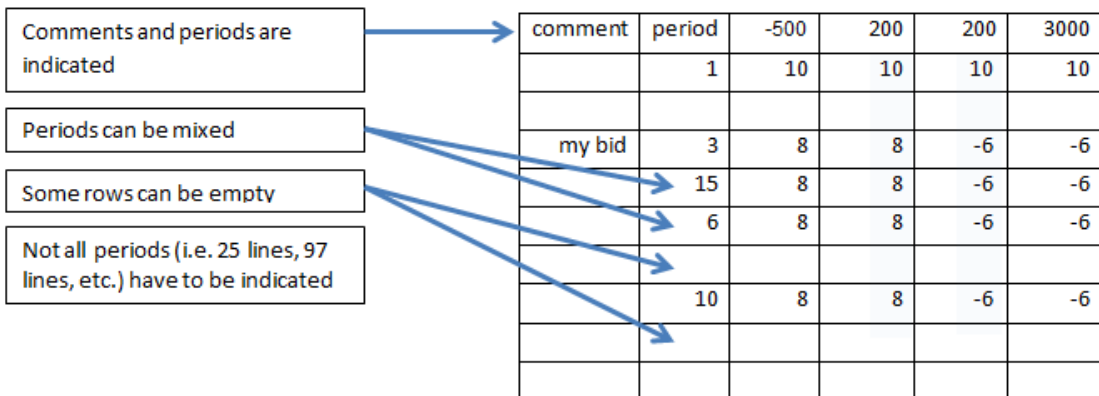 Comments and periods are
indicated
Periods can be mixed
Some rows can be empty
Not all periods (i.e. 25 lines, 97
lines, etc.) have to be indicated
comment period -500 200 200 3000
1 10 10 10 10
my bid 3 8 8 -6 -6
15 8 8 -6 -6
6 8 8 -6 -6
10 8 8 -6 -6